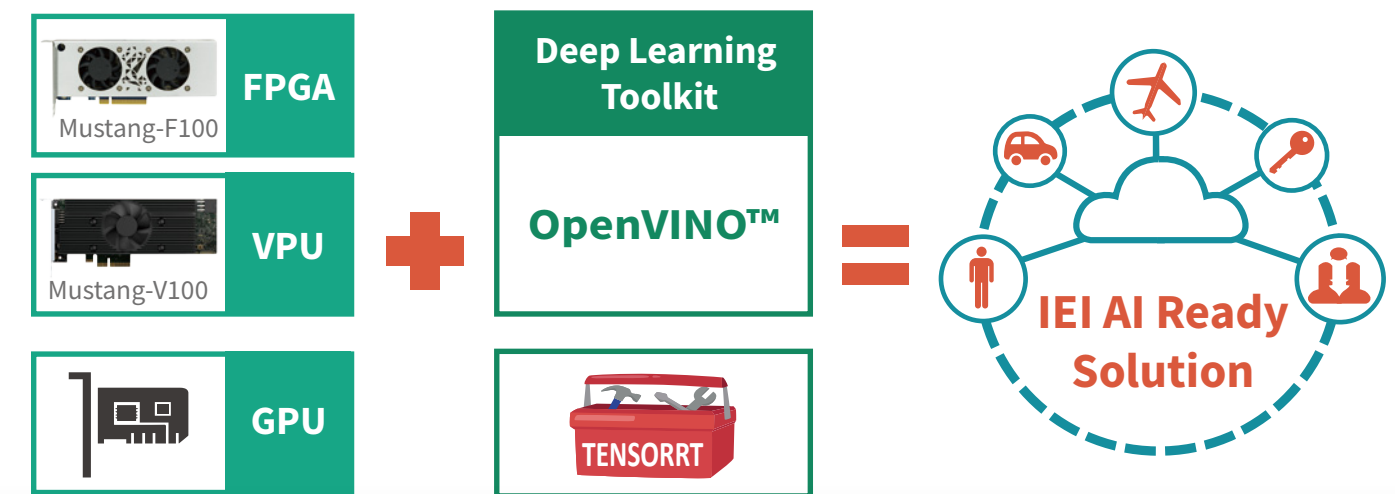 FPGA
Mustang-F100
VPU
Mustang-V100
GPU
Deep Learning
Toolkit
OpenVINO™
TENSORRT
IEI AI Ready
Solution